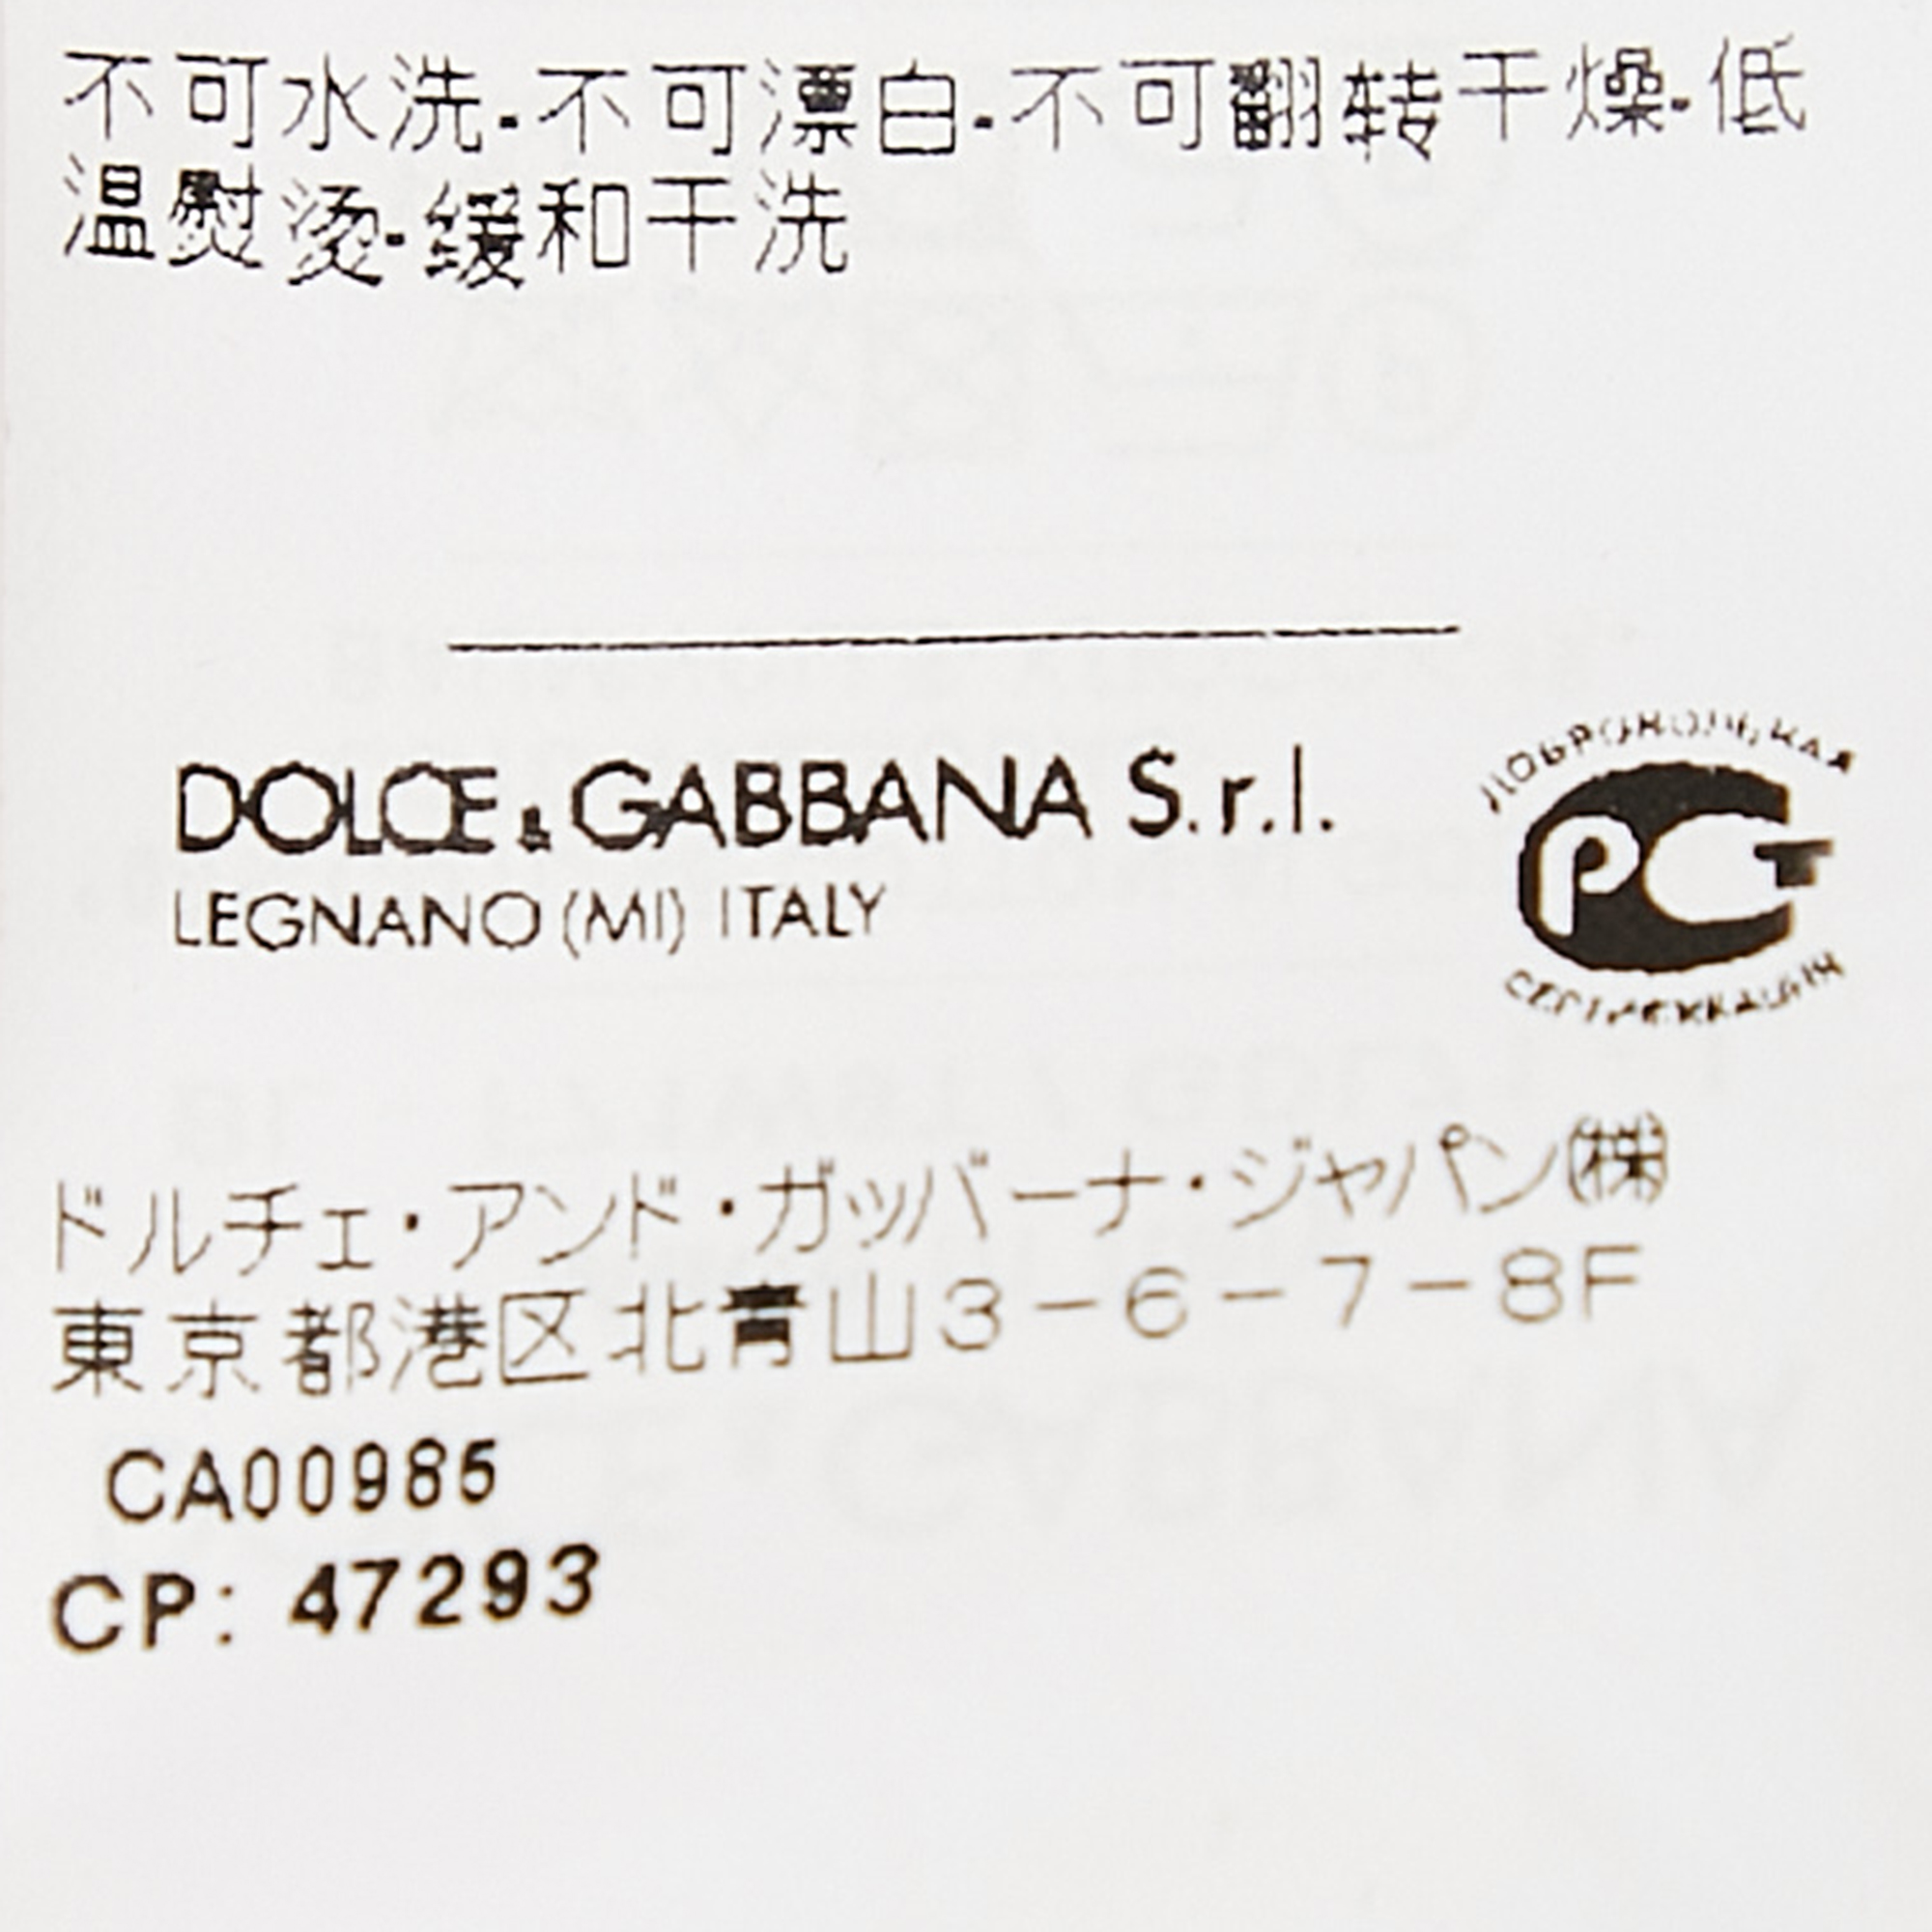 不可水洗-不可漂白-不可翻转干燥-低
温熨烫-缓和干洗
DOLCE & GABBANA S.r.l.
LEGNANO (MI) ITALY
РСТ
ドルチェ・アンド・ガッバーナ・ジャパン㈱
東京都港区北青山3-6-7-8F
CA00985
CP: 47293